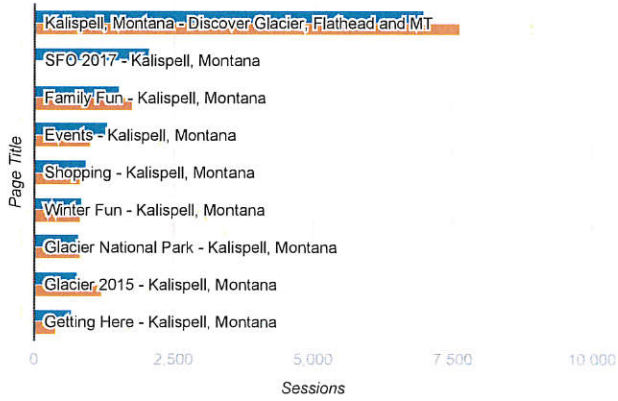 Kalispell, Montana - Discover Glacier, Flathead and MT
SFO 2017 - Kalispell, Montana
Family Fun - Kalispell, Montana
Events - Kalispell, Montana
Shopping - Kalispell, Montana
Winter Fun - Kalispell, Montana
Glacier National Park - Kalispell, Montana
Glacier 2015 - Kalispell, Montana
Getting Here - Kalispell, Montana
Page Title
0 2,500 5,000 7 500 10 000
Sessions